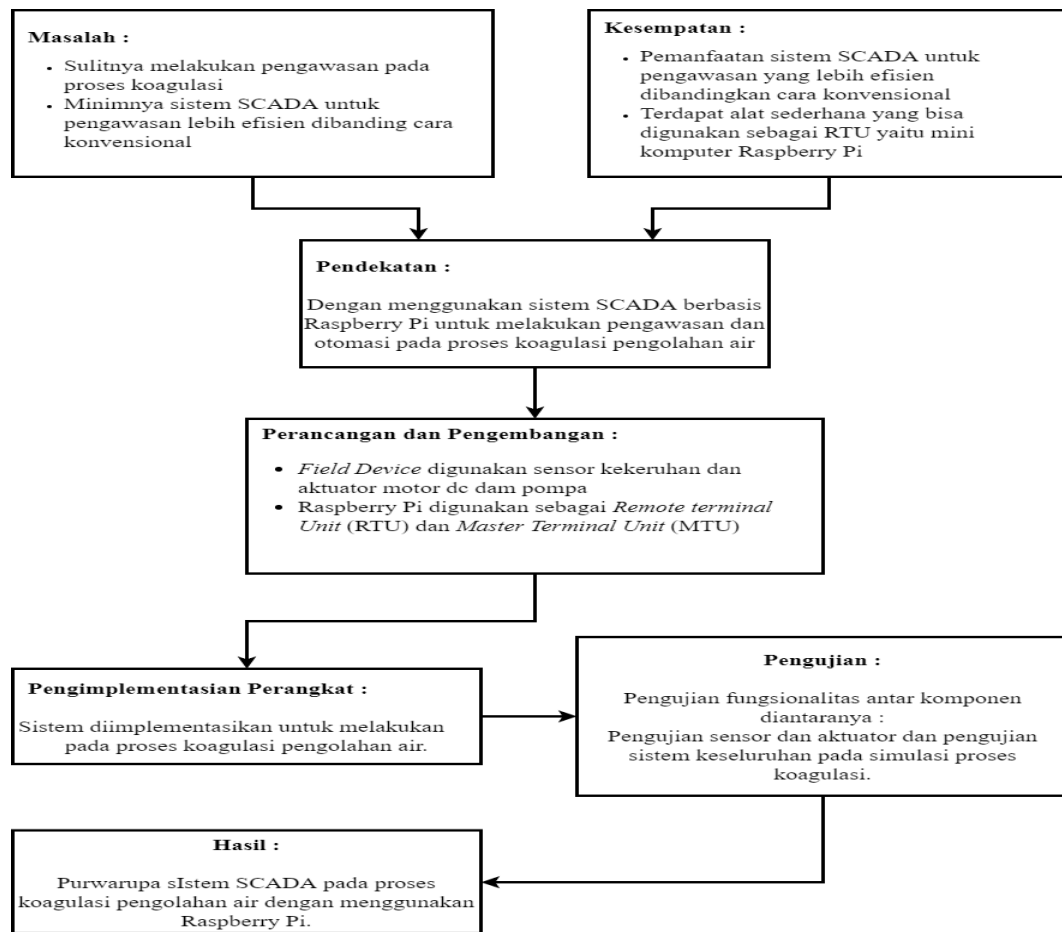 Masalah :
• Sulitnya melakukan pengawasan pada
proses koagulasi
• Minimnya sistem SCADA untuk
pengawasan lebih efisien dibanding cara
konvensional
Kesempatan :
• Pemanfaatan sistem SCADA untuk
pengawasan yang lebih efisien
dibandingkan cara konvensional
• Terdapat alat sederhana yang bisa
digunakan sebagai RTU yaitu mini
komputer Raspberry Pi
Pendekatan :
Dengan menggunakan sistem SCADA berbasis
Raspberry Pi untuk melakukan pengawasan dan
otomasi pada proses koagulasi pengolahan air
Perancangan dan Pengembangan :
• Field Device digunakan sensor kekeruhan dan
aktuator motor dc dam pompa
• Raspberry Pi digunakan sebagai Remote terminal
Unit (RTU) dan Master Terminal Unit (MTU)
Pengimplementasian Perangkat :
Sistem diimplementasikan untuk melakukan
pada proses koagulasi pengolahan air.
Pengujian :
Pengujian fungsionalitas antar komponen
diantaranya :
Pengujian sensor dan aktuator dan pengujian
sistem keseluruhan pada simulasi proses
koagulasi.
Hasil :
Purwarupa sIstem SCADA pada proses
koagulasi pengolahan air dengan menggunakan
Raspberry Pi.